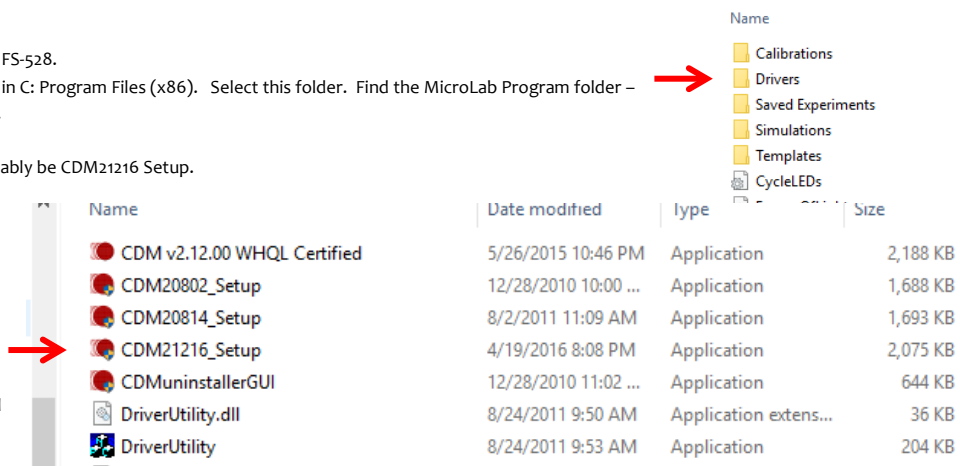 Name
FS-528.
Calibrations
in C: Program Files (x86). Select this folder. Find the MicroLab Program folder –
Drivers
Saved Experiments
Simulations
Templates
ably be CDM21216 Setup.
CycleLEDs
Name Date modified Type Size
CDM v2.12.00 WHQL Certified 5/26/2015 10:46 PM Application 2,188 KB
CDM20802_Setup 12/28/2010 10:00 ... Application 1,688 KB
CDM20814_Setup 8/2/2011 11:09 AM Application 1,693 KB
CDM21216_Setup 4/19/2016 8:08 PM Application 2,075 KB
CDMuninstallerGUI 12/28/2010 11:02 ... Application 644 KB
DriverUtility.dll 8/24/2011 9:50 AM Application extens... 36 KB
DriverUtility 8/24/2011 9:53 AM Application 204 KB